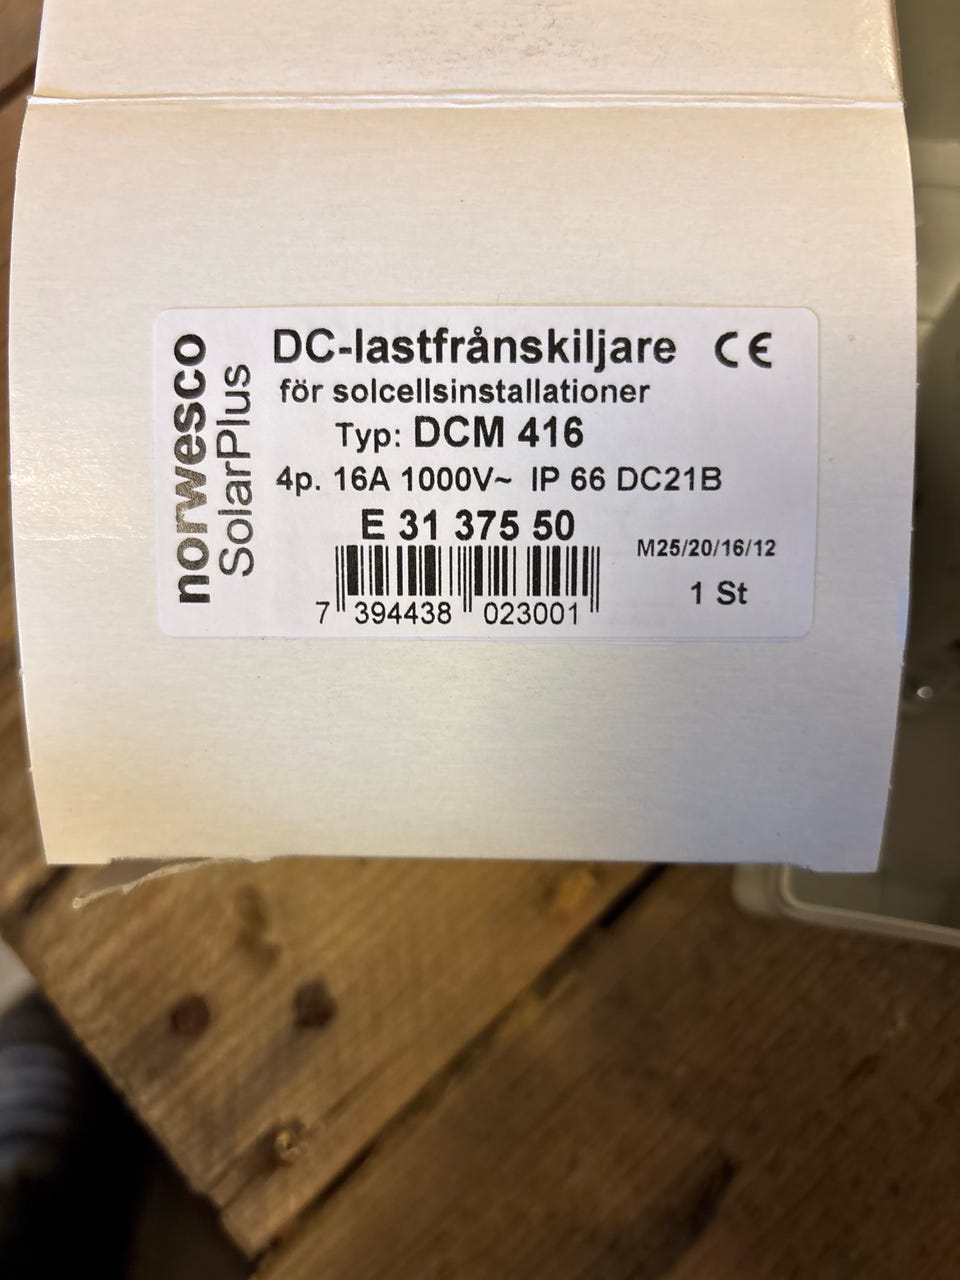 norwesco
SolarPlus
DC-lastfrånskiljare CE
för solcellsinstallationer
Typ: DCM 416
4p. 16A 1000V~ IP 66 DC21B
E 31 375 50
M25/20/16/12
1 St
7 394438 023001